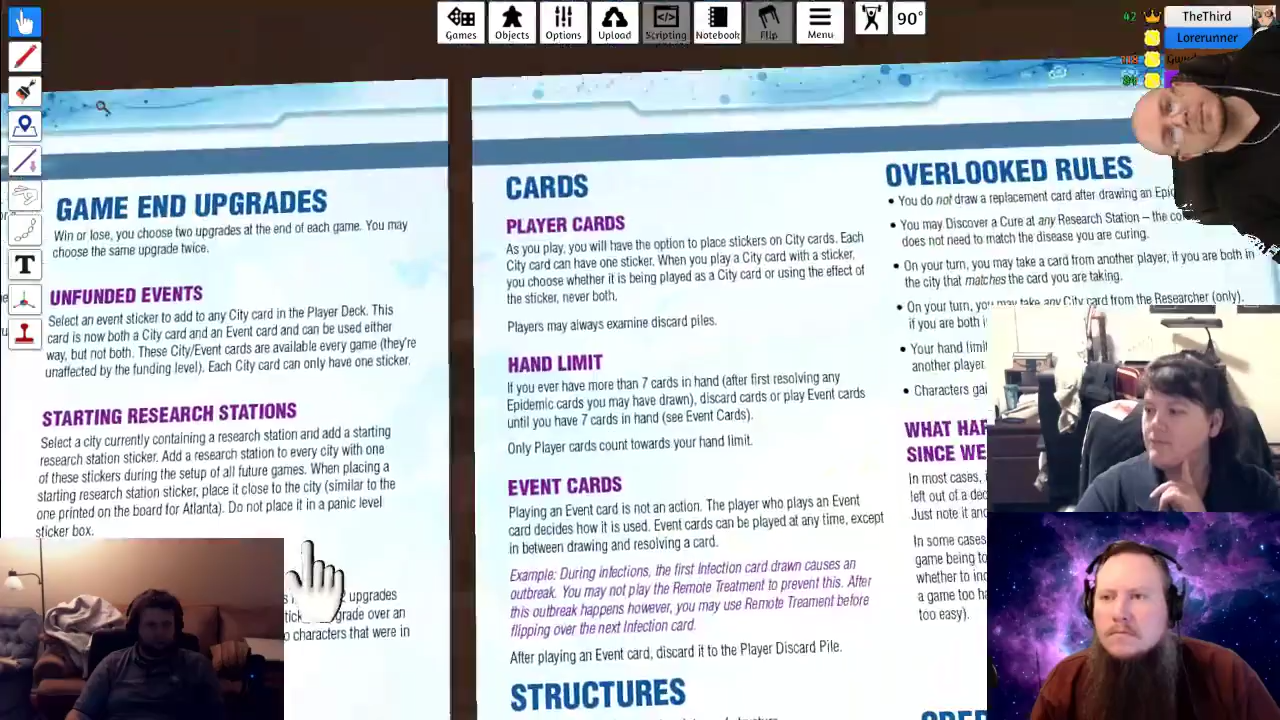 Games Objects Options Upload Scripting Notebook Flip Menu 90°
42 TheThird
Lorerunner
T
GAME END UPGRADES
Win or lose, you choose two upgrades at the end of each game. You may
choose the same upgrade twice.
UNFUNDED EVENTS
Select an event sticker to add to any City card in the Player Deck. This
card is now both a City card and an Event card and can be used either
way, but not both. These City/Event cards are available every game (they're
unaffected by the funding level). Each City card can only have one sticker.
STARTING RESEARCH STATIONS
Select a city currently containing a research station and add a starting
research station sticker. Add a research station to every city with one
of these stickers during the setup of all future games. When placing a
starting research station sticker, place it close to the city (similar to the
one printed on the board for Atlanta). Do not place it in a panic level
sticker box.
upgrades
grade over an
characters that were in
CARDS
PLAYER CARDS
As you play, you will have the option to place stickers on City cards. Each
City card can have one sticker. When you play a City card with a sticker,
you choose whether it is being played as a City card or using the effect of
the sticker, never both.
Players may always examine discard piles.
HAND LIMIT
If you ever have more than 7 cards in hand (after first resolving any
Epidemic cards you may have drawn), discard cards or play Event cards
until you have 7 cards in hand (see Event Cards).
Only Player cards count towards your hand limit.
EVENT CARDS
Playing an Event card is not an action. The player who plays an Event
card decides how it is used. Event cards can be played at any time, except
in between drawing and resolving a card.
Example: During infections, the first Infection card drawn causes an
outbreak. You may not play the Remote Treatment to prevent this. After
this outbreak happens however, you may use Remote Treament before
flipping over the next Infection card.
After playing an Event card, discard it to the Player Discard Pile.
STRUCTURES
OVERLOOKED RULES
• You do not draw a replacement card after drawing an Epi
• You may Discover a Cure at any Research Station – the co
does not need to match the disease you are curing.
• On your turn, you may take a card from another player, if you are both in
the city that matches the card you are taking.
• On your turn, you may take any City card from the Researcher (only),
if you are both i
• Your hand limit
another player
• Characters gai
WHAT HA
SINCE WE
In most cases,
left out of a de
Just note it an
In some cases
game being to
whether to in
a game too ha
too easy).